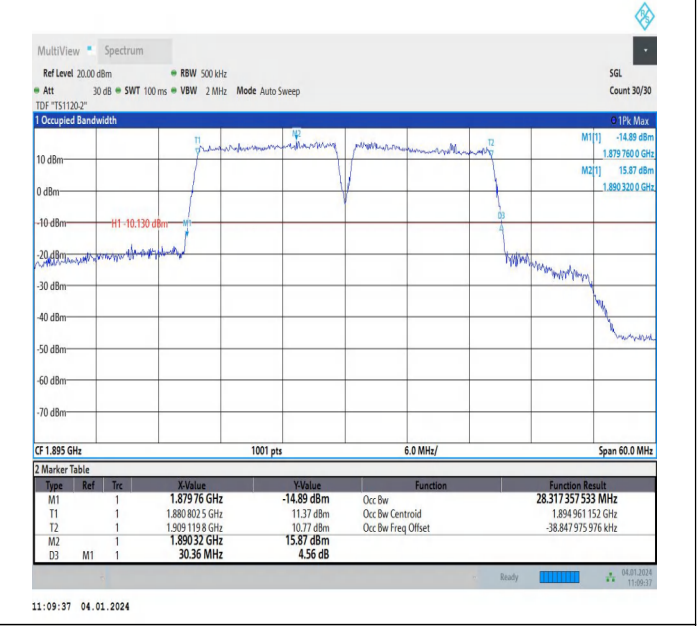 MultiView Spectrum
Ref Level 20.00 dBm RBW 500 kHz SGL
Att 30 dB SWT 100 ms VBW 2 MHz Mode Auto Sweep Count 30/30
TDF "TS1120-2"
1 Occupied Bandwidth 1Pk Max
M1[1] -14.89 dBm
1.879 760 0 GHz
M2[1] 15.87 dBm
1.890 320 0 GHz
T1 M2 T2
10 dBm
0 dBm
-10 dBm H1 -10.130 dBm M1 D3
-20 dBm
-30 dBm
-40 dBm
-50 dBm
-60 dBm
-70 dBm
CF 1.895 GHz 1001 pts 6.0 MHz/ Span 60.0 MHz
2 Marker Table
Type Ref Trc X-Value Y-Value Function Function Result
M1 1 1.879 76 GHz -14.89 dBm Occ Bw 28.317 357 533 MHz
T1 1 1.880 802 5 GHz 11.37 dBm Occ Bw Centroid 1.894 961 152 GHz
T2 1 1.909 119 8 GHz 10.77 dBm Occ Bw Freq Offset -38.847 975 976 kHz
M2 1 1.890 32 GHz 15.87 dBm
D3 M1 1 30.36 MHz 4.56 dB
Ready 04.01.2024
11:09:37
11:09:37 04.01.2024